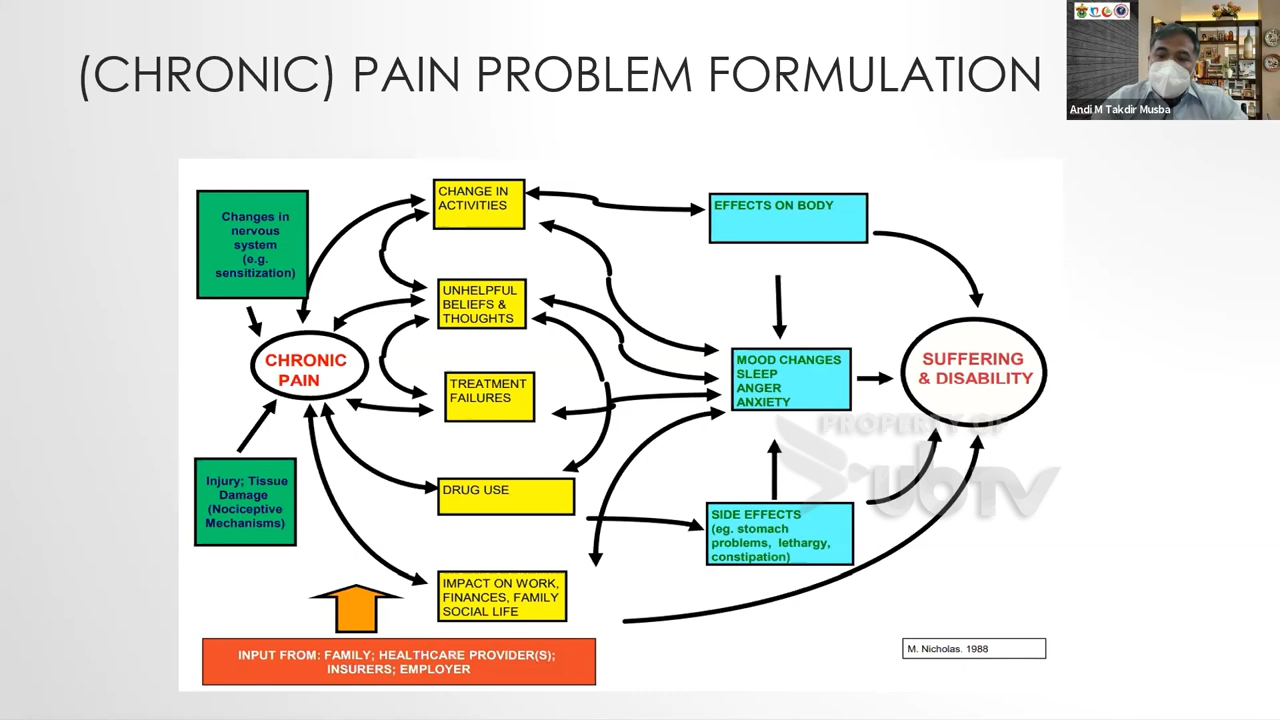 (CHRONIC) PAIN PROBLEM FORMULATION
Andi M Takdir Musba
Changes in
nervous
system
(e.g.
sensitization)
CHRONIC
PAIN
Injury; Tissue
Damage
(Nociceptive
Mechanisms)
CHANGE IN
ACTIVITIES
UNHELPFUL
BELIEFS &
THOUGHTS
TREATMENT
FAILURES
DRUG USE
IMPACT ON WORK,
FINANCES, FAMILY
SOCIAL LIFE
EFFECTS ON BODY
MOOD CHANGES
SLEEP
ANGER
ANXIETY
SIDE EFFECTS
(eg. stomach
problems, lethargy,
constipation)
SUFFERING
& DISABILITY
PROPERTY OF
UBTV
INPUT FROM: FAMILY; HEALTHCARE PROVIDER(S);
INSURERS; EMPLOYER
M. Nicholas. 1988